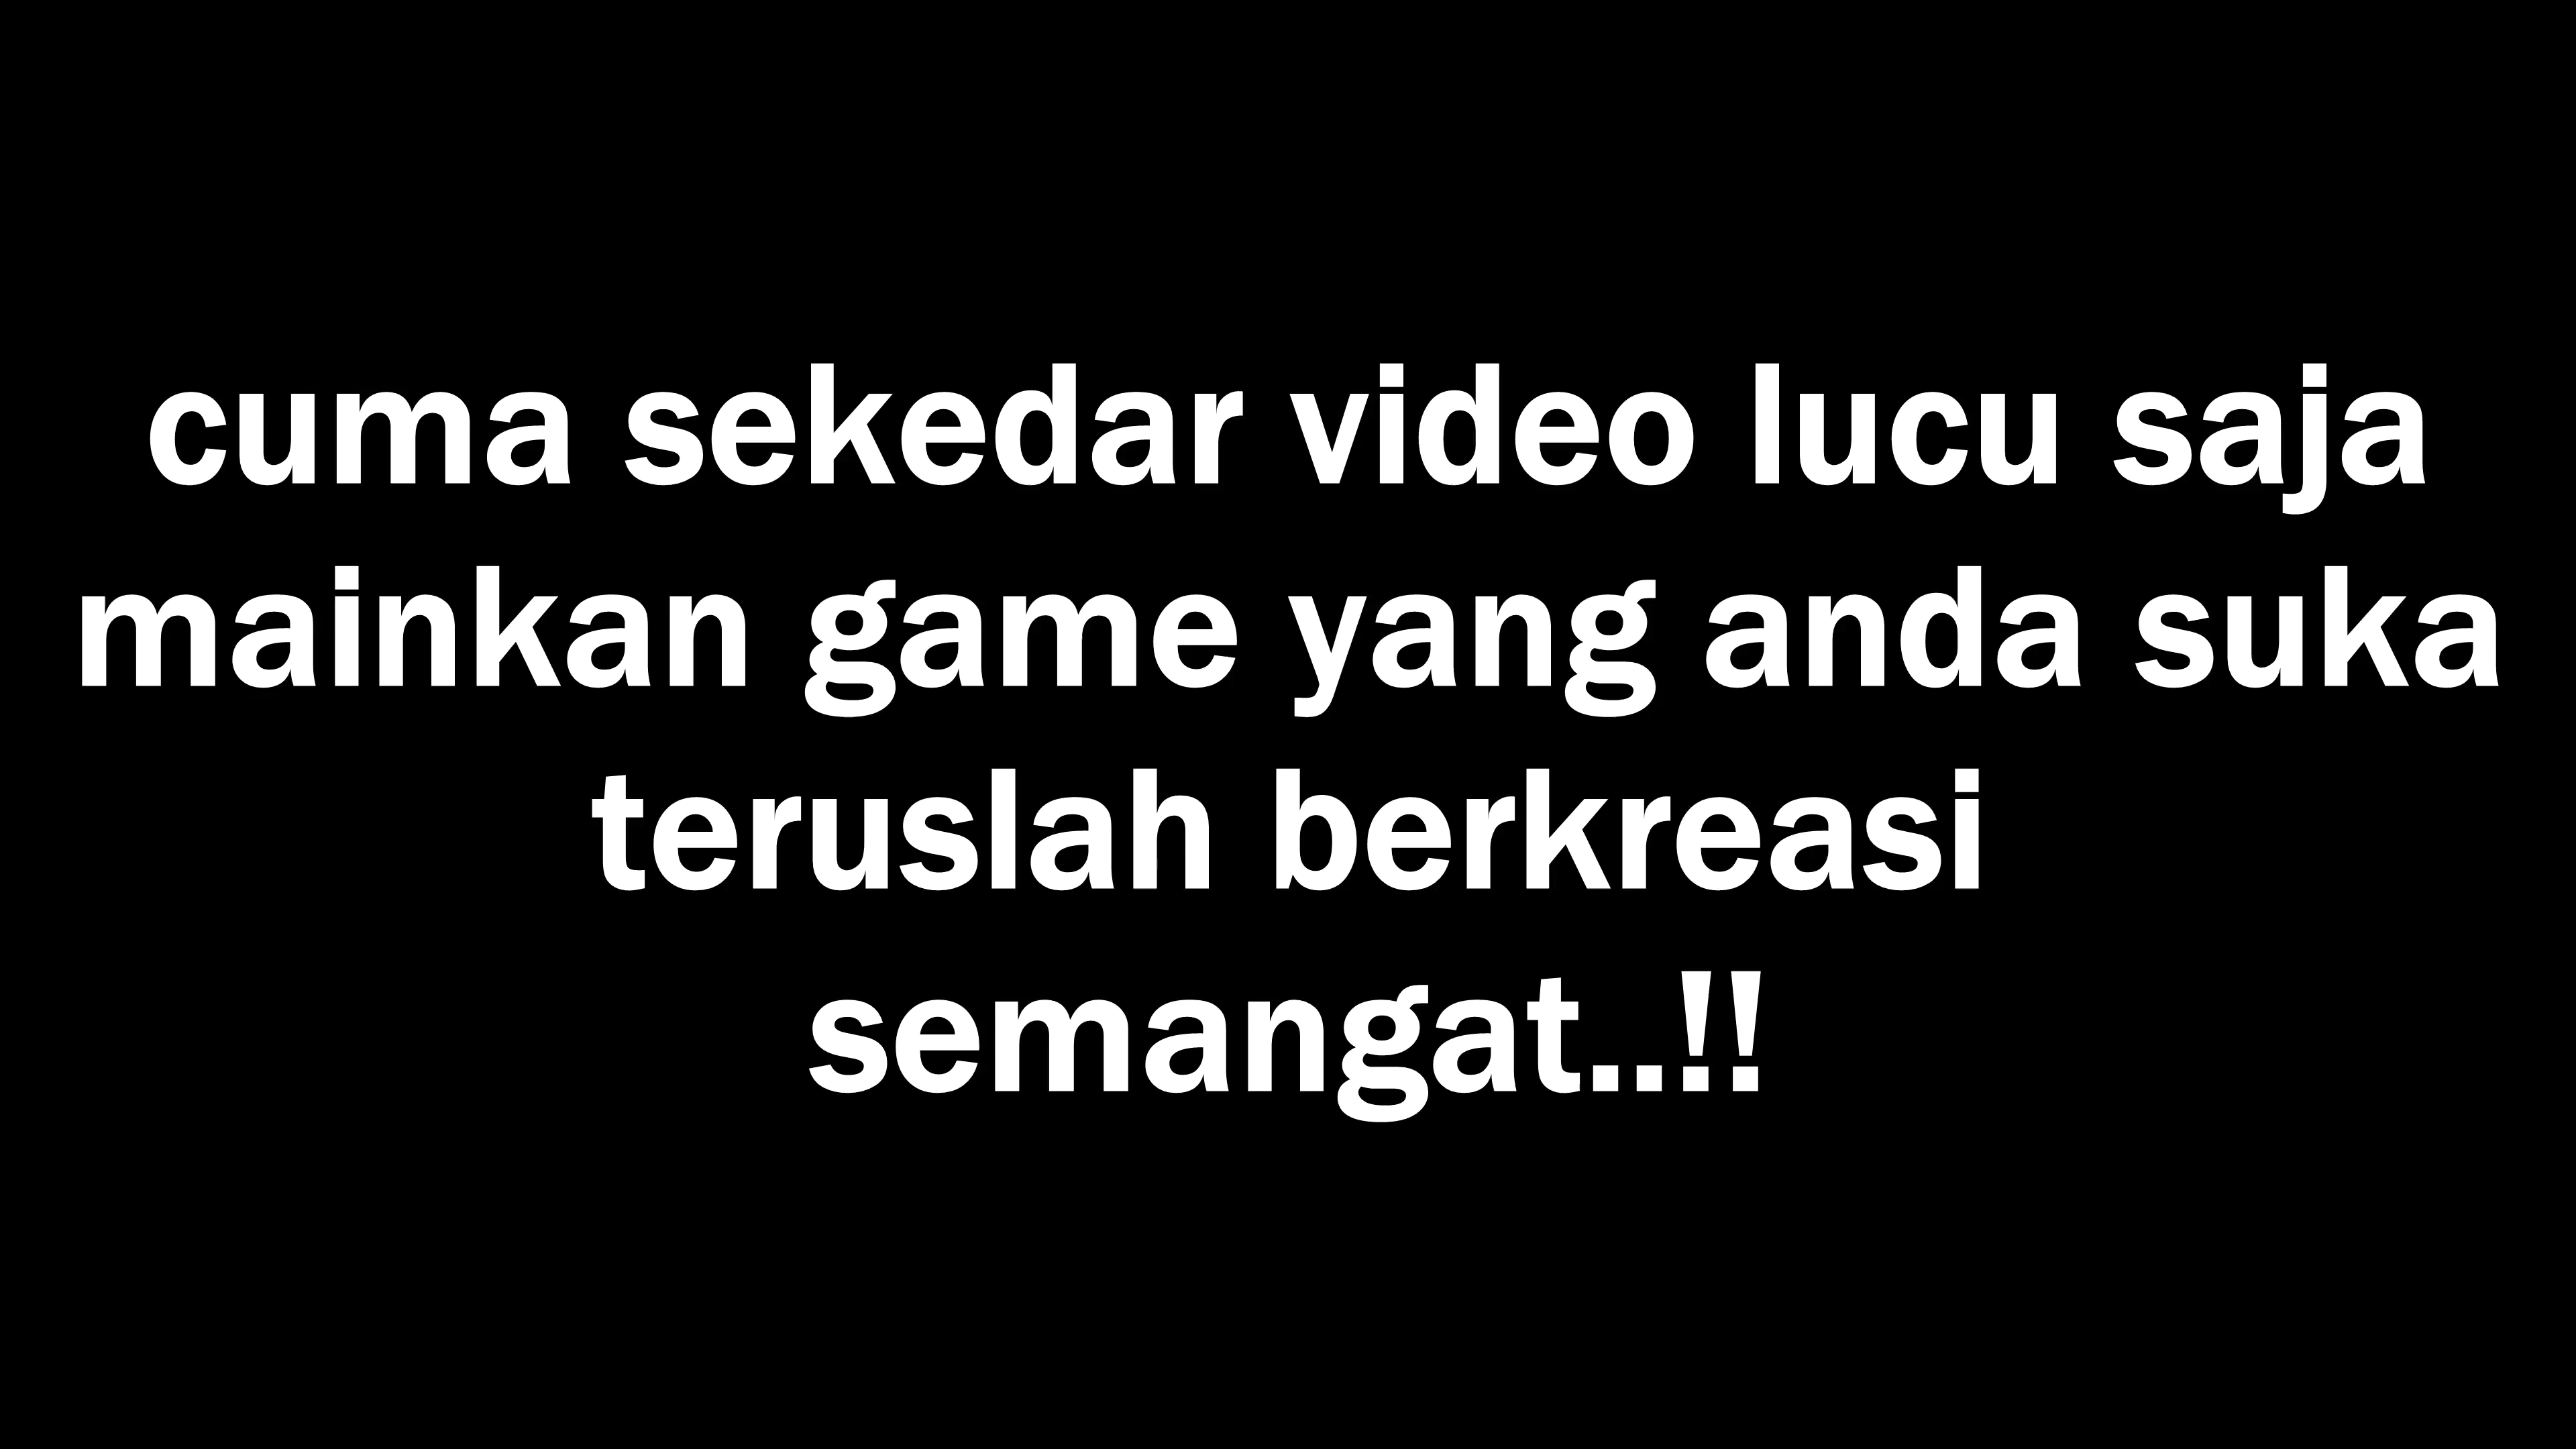 cuma sekedar video lucu saja
mainkan game yang anda suka
teruslah berkreasi
semangat..!!